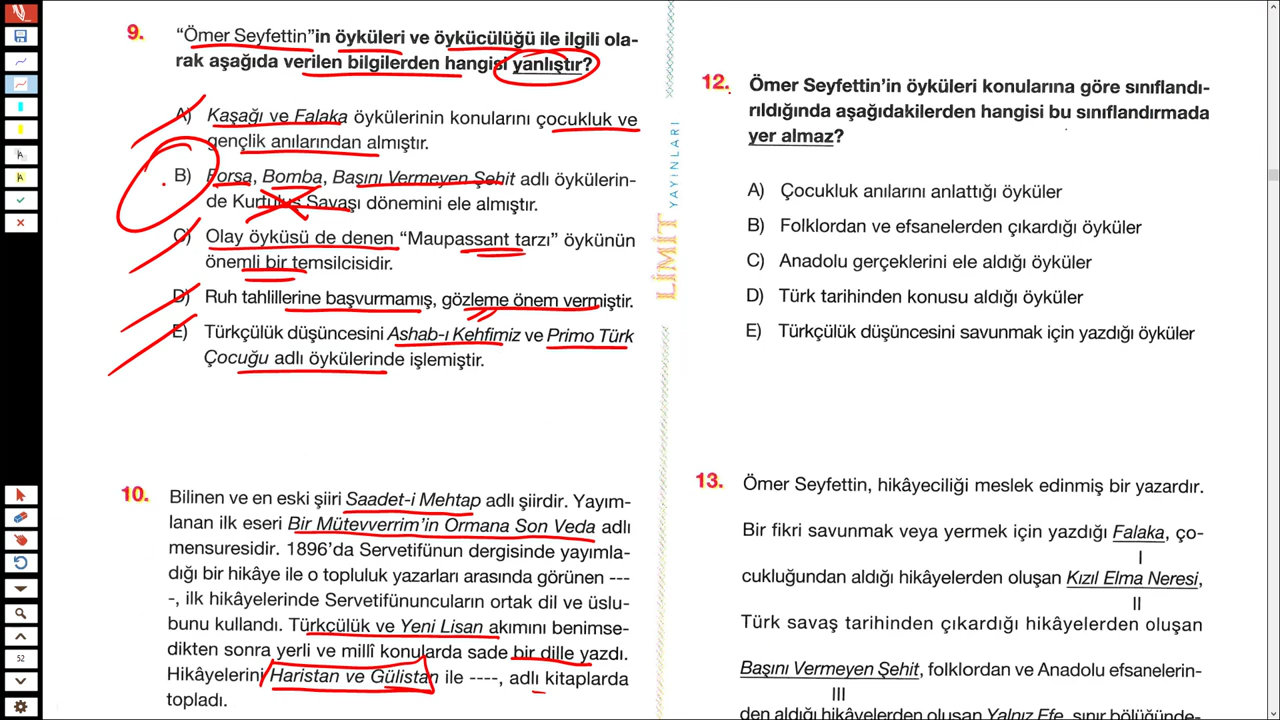 9. "Ömer Seyfettin"in öyküleri ve öykücülüğü ile ilgili ola-
rak aşağıda verilen bilgilerden hangisi yanlıştır?
A) Kaşağı ve Falaka öykülerinin konularını çocukluk ve
gençlik anılarından almıştır.
B) Forsa, Bomba, Başını Vermeyen Şehit adlı öykülerin-
de Kurtuluş Savaşı dönemini ele almıştır.
C) Olay öyküsü de denen "Maupassant tarzı" öykünün
önemli bir temsilcisidir.
D) Ruh tahlillerine başvurmamış, gözleme önem vermiştir.
E) Türkçülük düşüncesini Ashab-ı Kehfimiz ve Primo Türk
Çocuğu adlı öykülerinde işlemiştir.
10. Bilinen ve en eski şiiri Saadet-i Mehtap adlı şiirdir. Yayım-
lanan ilk eseri Bir Mütevverrim'in Ormana Son Veda adlı
mensuresidir. 1896'da Servetifünun dergisinde yayımla-
dığı bir hikâye ile o topluluk yazarları arasında görünen ---
-, ilk hikâyelerinde Servetifünuncuların ortak dil ve üslu-
bunu kullandı. Türkçülük ve Yeni Lisan akımını benimse-
dikten sonra yerli ve millî konularda sade bir dille yazdı.
Hikâyelerini Haristan ve Gülistan ile ----, adlı kitaplarda
topladı.
LİMİT YAYINLARI
12. Ömer Seyfettin'in öyküleri konularına göre sınıflandı-
rıldığında aşağıdakilerden hangisi bu sınıflandırmada
yer almaz?
A) Çocukluk anılarını anlattığı öyküler
B) Folklordan ve efsanelerden çıkardığı öyküler
C) Anadolu gerçeklerini ele aldığı öyküler
D) Türk tarihinden konusu aldığı öyküler
E) Türkçülük düşüncesini savunmak için yazdığı öyküler
13. Ömer Seyfettin, hikâyeciliği meslek edinmiş bir yazardır.
Bir fikri savunmak veya yermek için yazdığı Falaka, ço-
I
cukluğundan aldığı hikâyelerden oluşan Kızıl Elma Neresi,
II
Türk savaş tarihinden çıkardığı hikâyelerden oluşan
Başını Vermeyen Şehit, folklordan ve Anadolu efsanelerin-
III
den aldığı hikâyelerden oluşan Yalnız Efe, sınır bölüğünde-
52